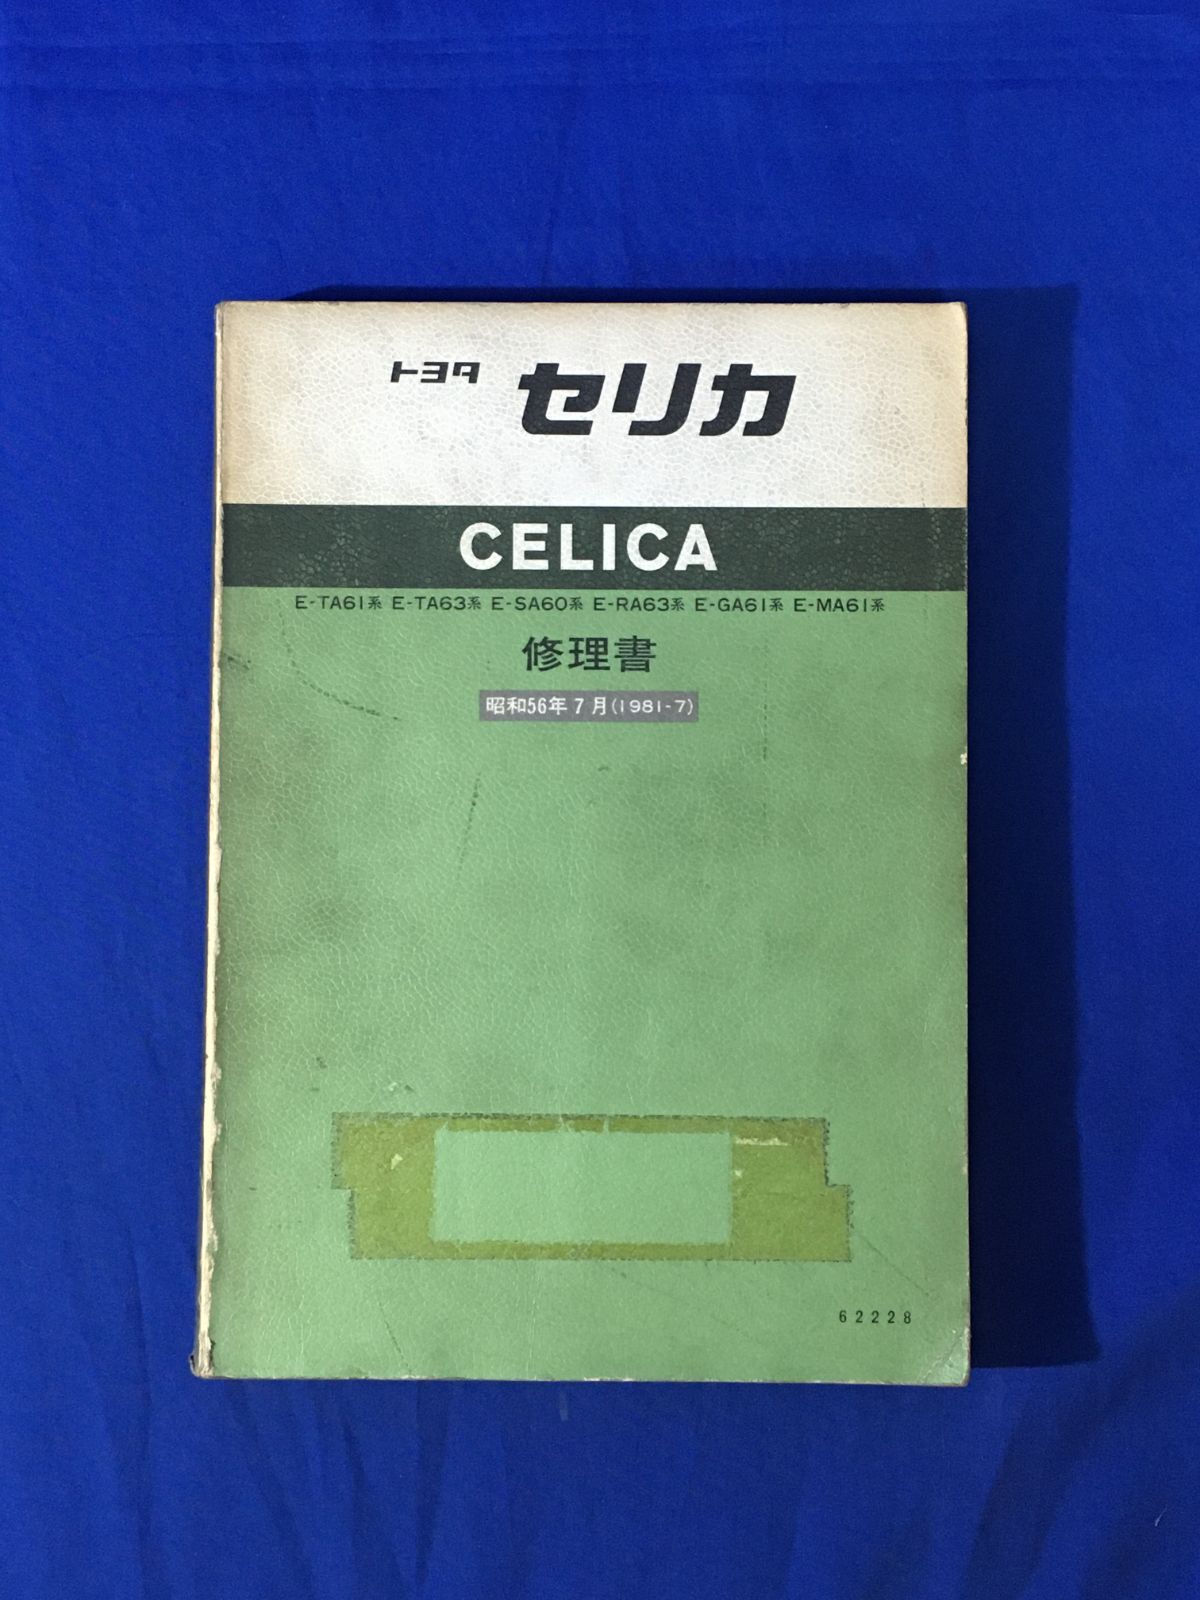 トヨタ セリカ
CELICA
E-TA61系 E-TA63系 E-SA60系 E-RA63系 E-GA61系 E-MA61系
修理書
昭和56年7月(1981-7)
62228